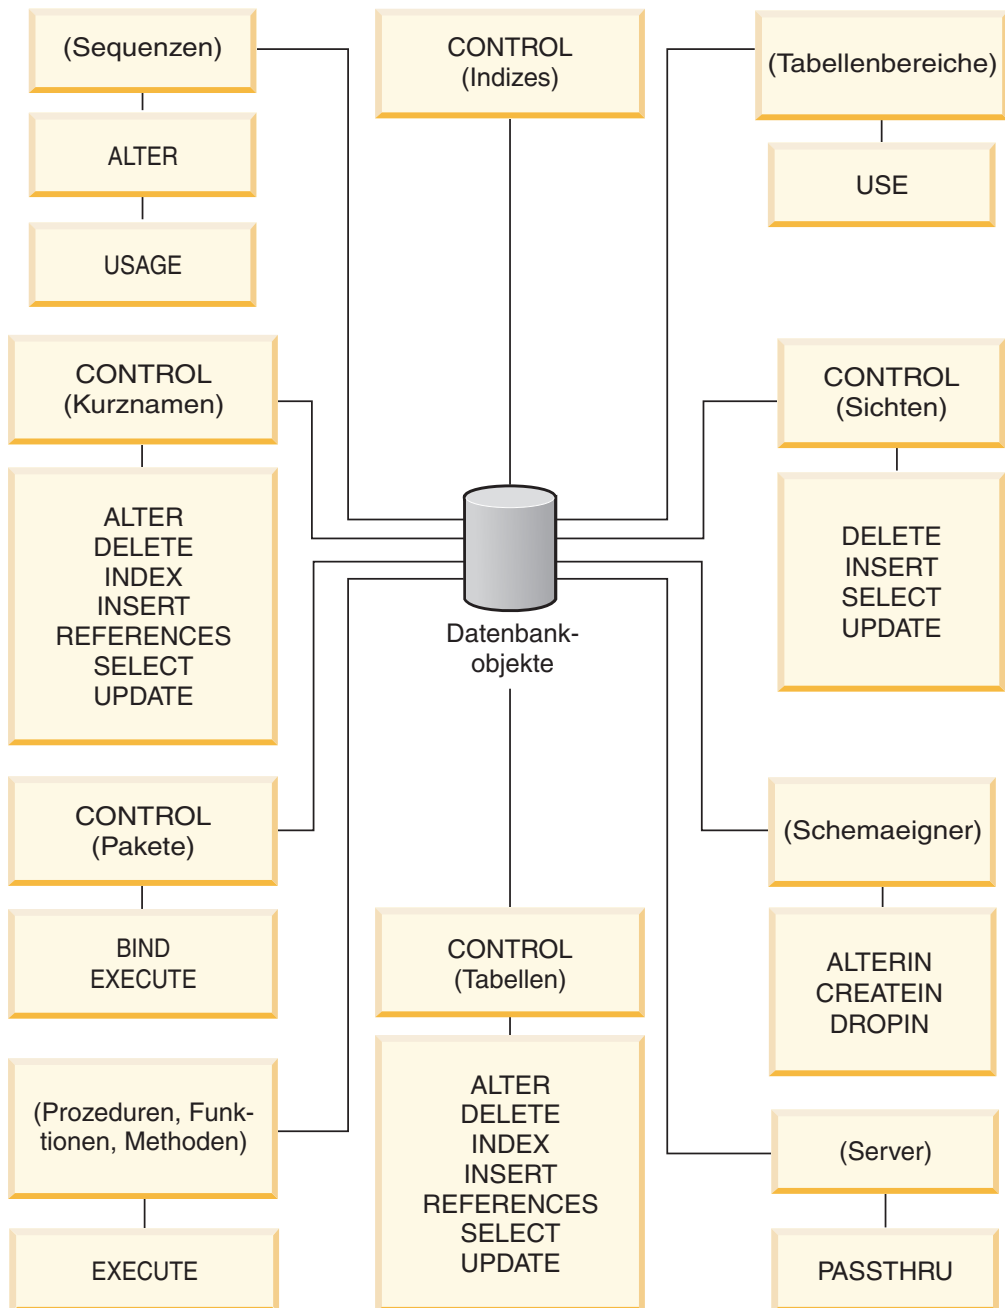 (Sequenzen)
ALTER
USAGE
CONTROL
(Indizes)
(Tabellenbereiche)
USE
CONTROL
(Kurznamen)
ALTER
DELETE
INDEX
INSERT
REFERENCES
SELECT
UPDATE
CONTROL
(Sichten)
DELETE
INSERT
SELECT
UPDATE
Datenbank-
objekte
CONTROL
(Pakete)
BIND
EXECUTE
(Schemaeigner)
ALTERIN
CREATEIN
DROPIN
CONTROL
(Tabellen)
ALTER
DELETE
INDEX
INSERT
REFERENCES
SELECT
UPDATE
(Prozeduren, Funk-
tionen, Methoden)
EXECUTE
(Server)
PASSTHRU